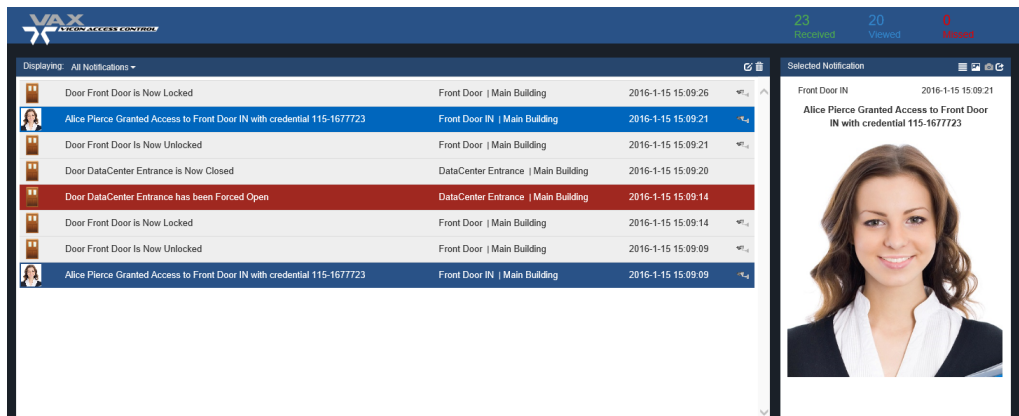 VAX
VICON ACCESS CONTROL
23
Received
20
Viewed
Displaying: All Notifications
Door Front Door is Now Locked Front Door | Main Building 2016-1-15 15:09:26
Alice Pierce Granted Access to Front Door IN with credential 115-1677723 Front Door IN | Main Building 2016-1-15 15:09:21
Door Front Door Is Now Unlocked Front Door | Main Building 2016-1-15 15:09:21
Door DataCenter Entrance is Now Closed DataCenter Entrance | Main Building 2016-1-15 15:09:20
Door DataCenter Entrance has been Forced Open DataCenter Entrance | Main Building 2016-1-15 15:09:14
Door Front Door is Now Locked Front Door | Main Building 2016-1-15 15:09:14
Door Front Door Is Now Unlocked Front Door | Main Building 2016-1-15 15:09:09
Alice Pierce Granted Access to Front Door IN with credential 115-1677723 Front Door IN | Main Building 2016-1-15 15:09:09
Selected Notification
Front Door IN 2016-1-15 15:09:21
Alice Pierce Granted Access to Front Door
IN with credential 115-1677723